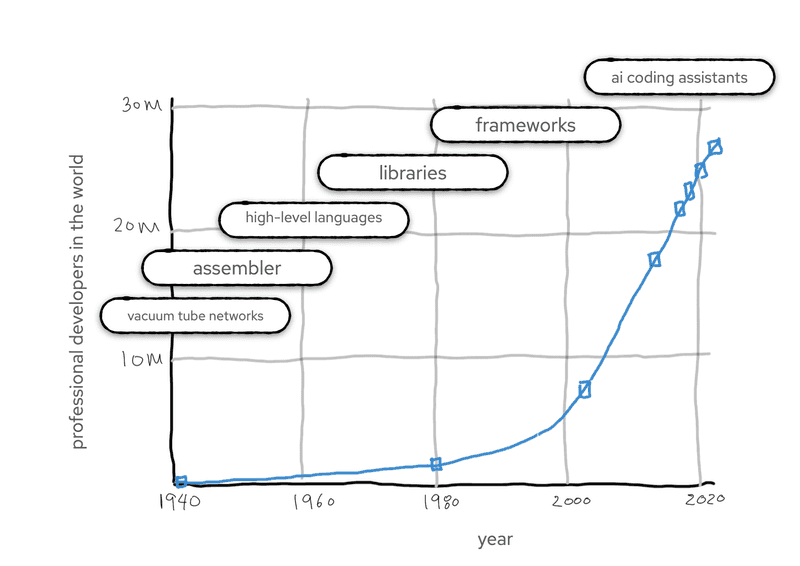 ai coding assistants
30M
frameworks
libraries
high-level languages
20M
assembler
vacuum tube networks
10M
professional developers in the world
1940 1960 1980 2000 2020
year